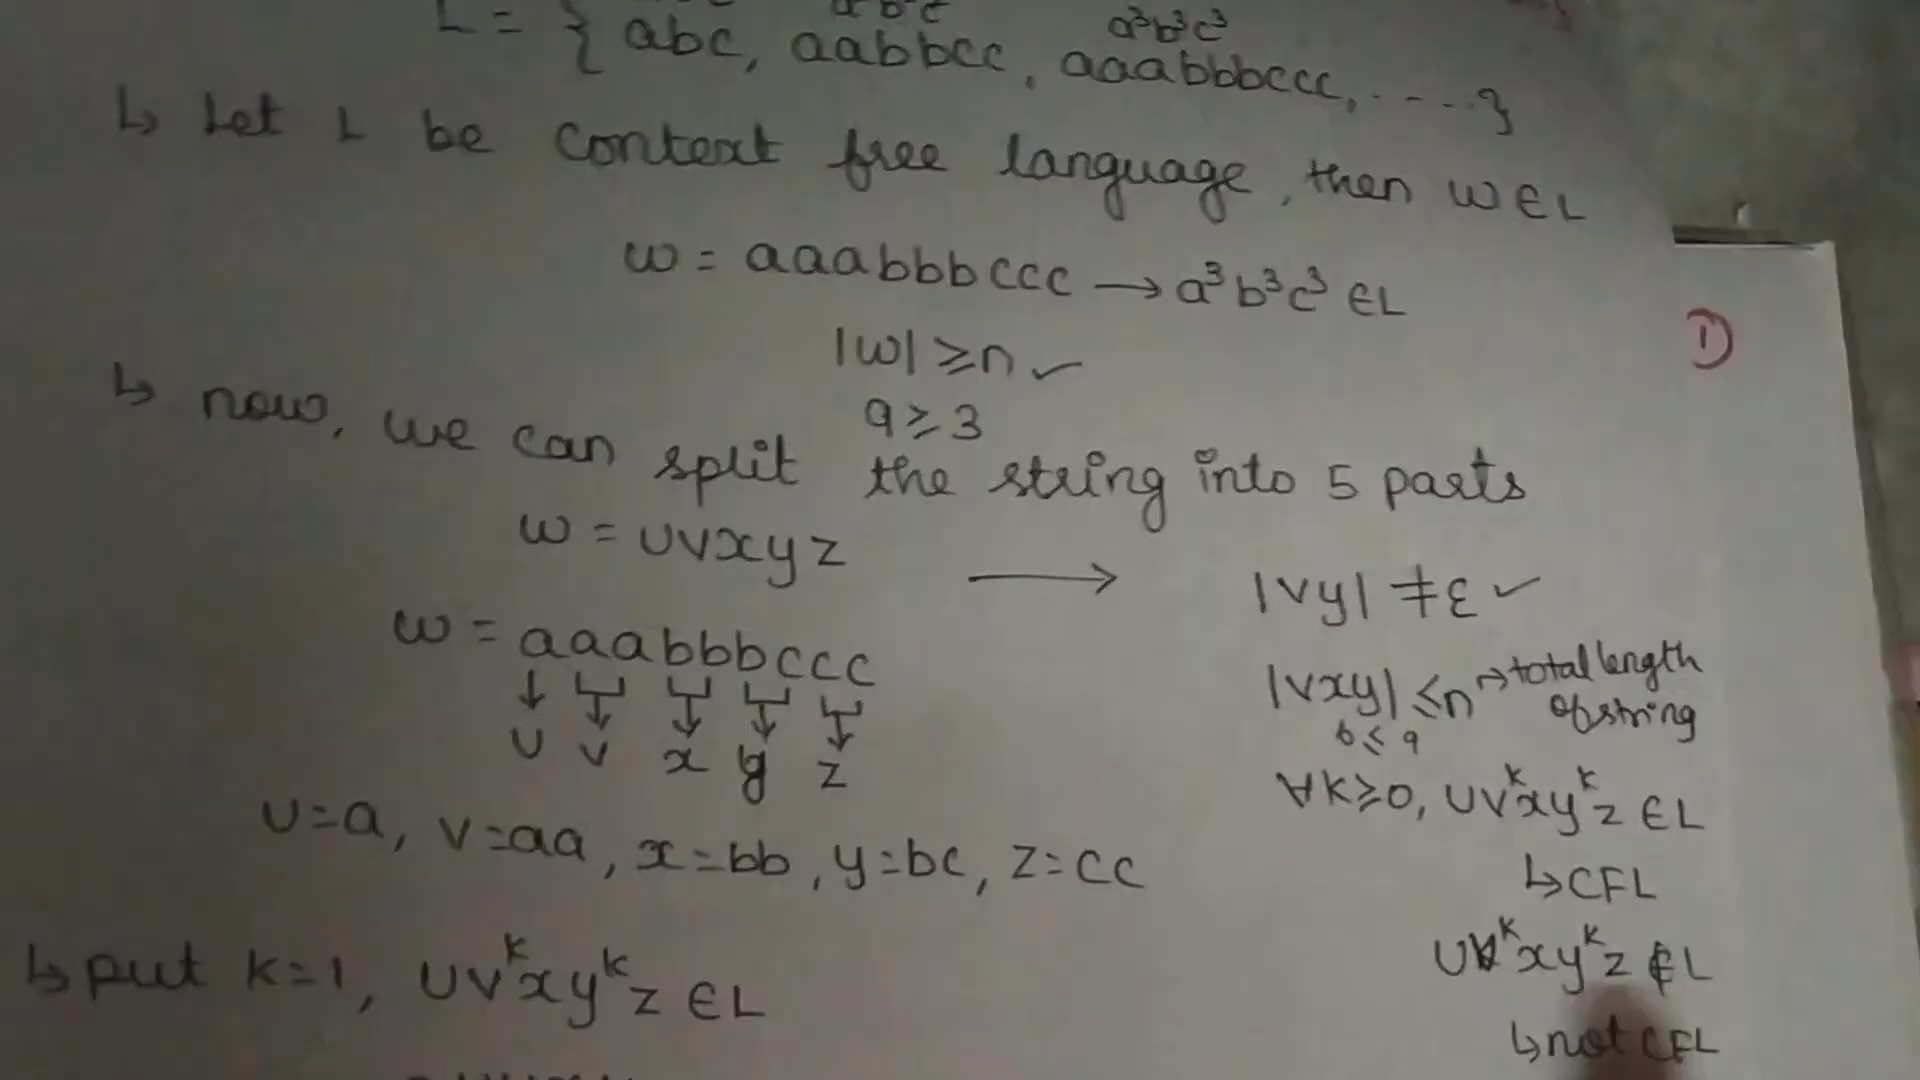 a³b³c³
L = { abc, aabbcc, aaabbbccc, ....}
↳ Let L be context free language, then w∈L
w = aaabbbccc → a³b³c³ ∈L
|w| ≥n ✓
9 ≥ 3
1)
↳ now, we can split the string into 5 parts
w = uvxyz → |vy| ≠ε ✓
w = aaabbbccc
u v x y z
|vxy| ≤n → total length of string
6 ≤ 9
∀k≥0, uvᵏxyᵏz ∈L
u=a, v=aa, x=bb, y=bc, z=cc
↳CFL
uvᵏxyᵏz ∉L
↳put k=1, uvᵏxyᵏz ∈L
↳not CFL